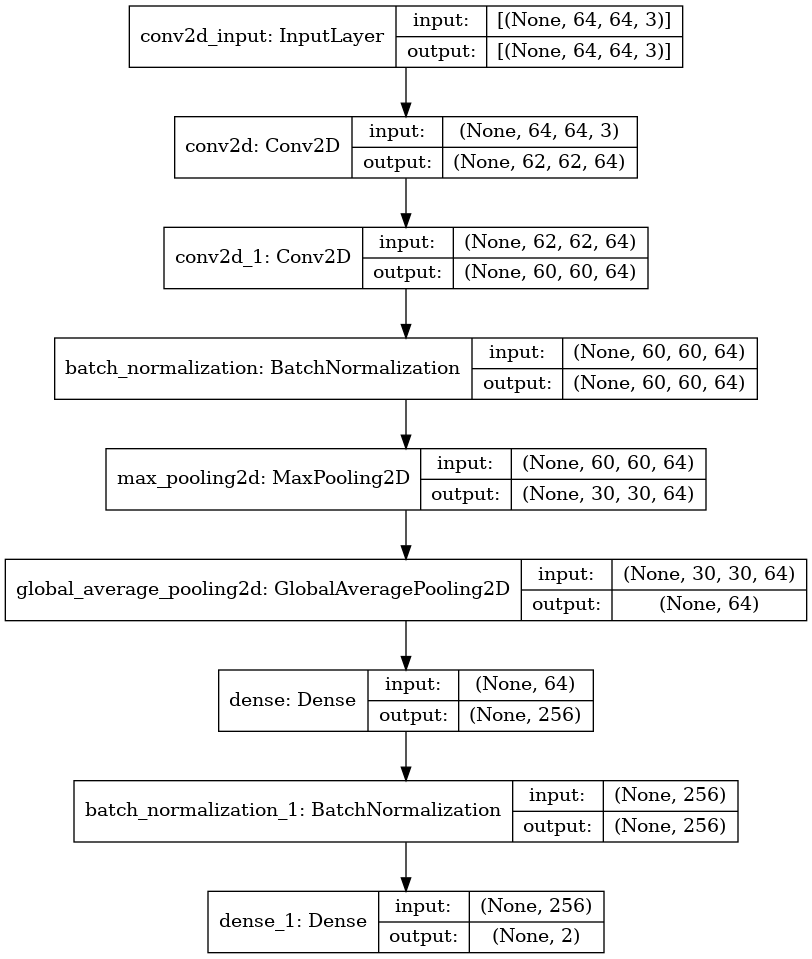 conv2d_input: InputLayer
input:
[(None, 64, 64, 3)]
output:
[(None, 64, 64, 3)]
conv2d: Conv2D
input:
(None, 64, 64, 3)
output:
(None, 62, 62, 64)
conv2d_1: Conv2D
input:
(None, 62, 62, 64)
output:
(None, 60, 60, 64)
batch_normalization: BatchNormalization
input:
(None, 60, 60, 64)
output:
(None, 60, 60, 64)
max_pooling2d: MaxPooling2D
input:
(None, 60, 60, 64)
output:
(None, 30, 30, 64)
global_average_pooling2d: GlobalAveragePooling2D
input:
(None, 30, 30, 64)
output:
(None, 64)
dense: Dense
input:
(None, 64)
output:
(None, 256)
batch_normalization_1: BatchNormalization
input:
(None, 256)
output:
(None, 256)
dense_1: Dense
input:
(None, 256)
output:
(None, 2)